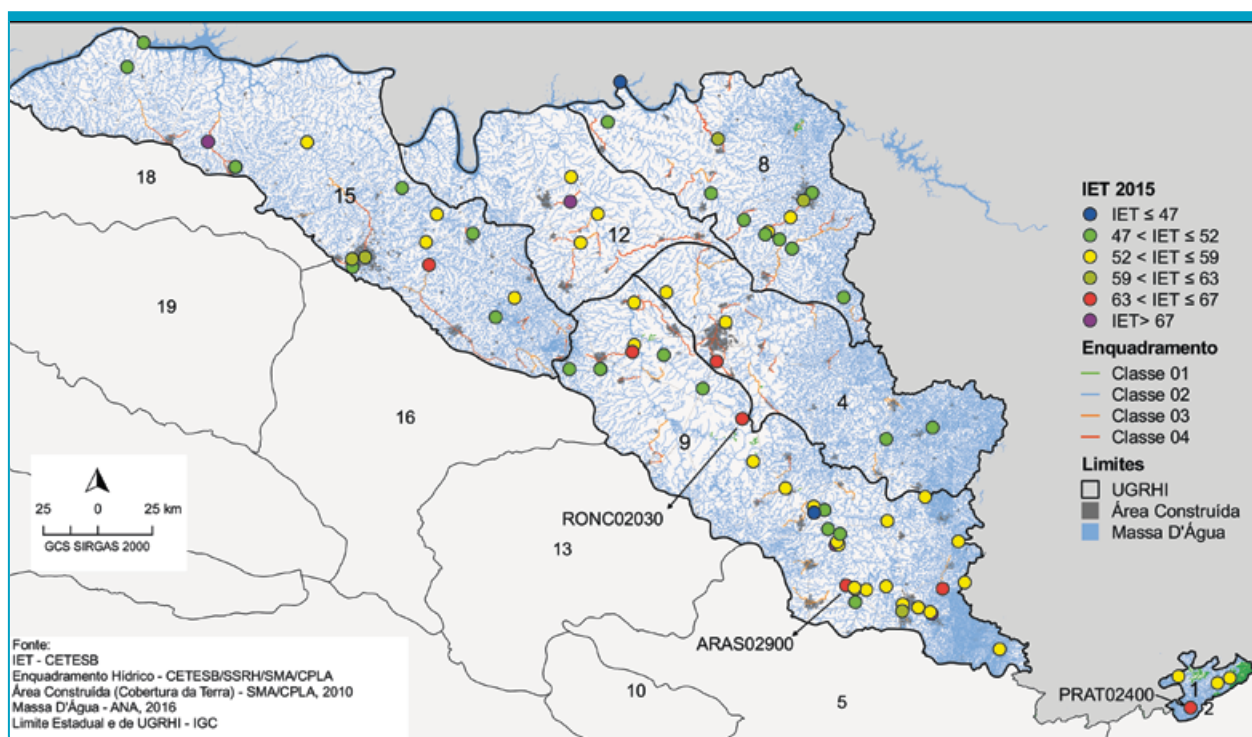 18
15
19
16
12
8
4
9
13
10
5
1
2
RONC02030
ARAS02900
PRAT02400
IET 2015
IET ≤ 47
47 < IET ≤ 52
52 < IET ≤ 59
59 < IET ≤ 63
63 < IET ≤ 67
IET> 67
Enquadramento
Classe 01
Classe 02
Classe 03
Classe 04
Limites
UGRHI
Área Construída
Massa D'Água
25 0 25 km
GCS SIRGAS 2000
Fonte:
IET - CETESB
Enquadramento Hídrico - CETESB/SSRH/SMA/CPLA
Área Construída (Cobertura da Terra) - SMA/CPLA, 2010
Massa D'Água - ANA, 2016
Limite Estadual e de UGRHI - IGC